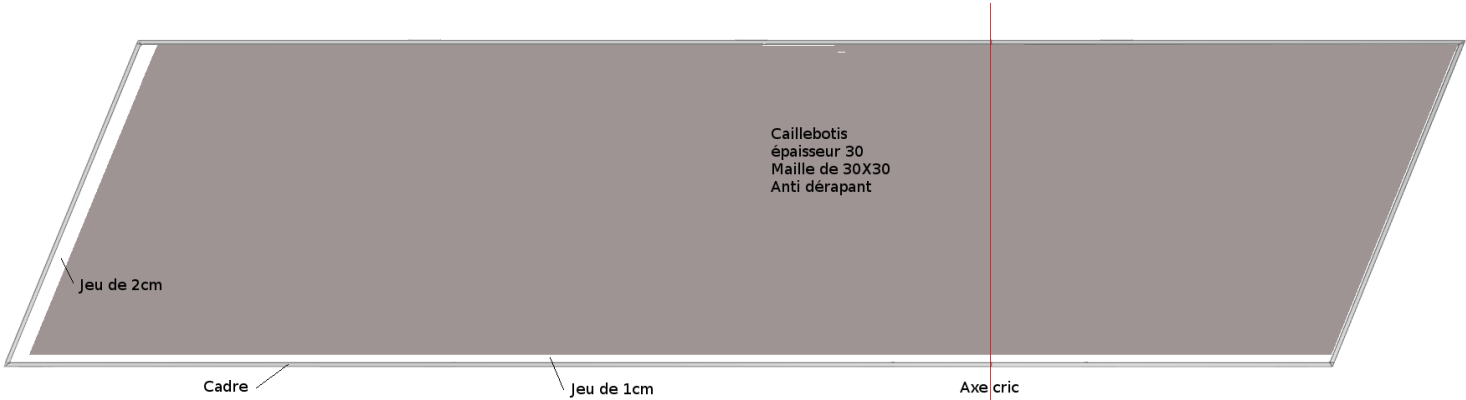 Caillebotis
épaisseur 30
Maille de 30X30
Anti dérapant
Jeu de 2cm
Cadre
Jeu de 1cm
Axe cric